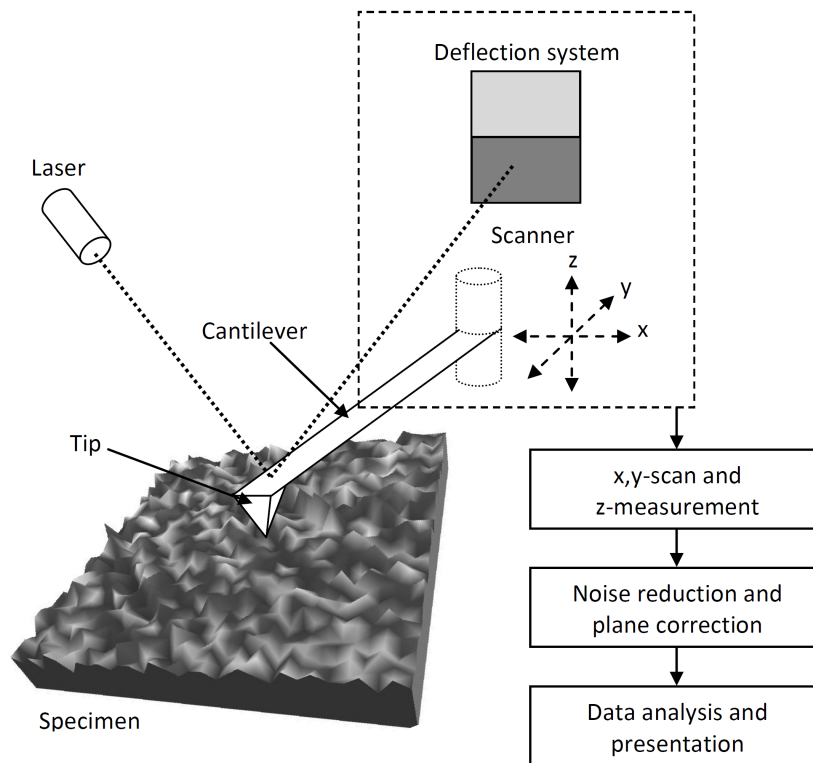 Deflection system
Laser
Scanner
z
y
x
Cantilever
Tip
x,y-scan and
z-measurement
Noise reduction and
plane correction
Data analysis and
presentation
Specimen